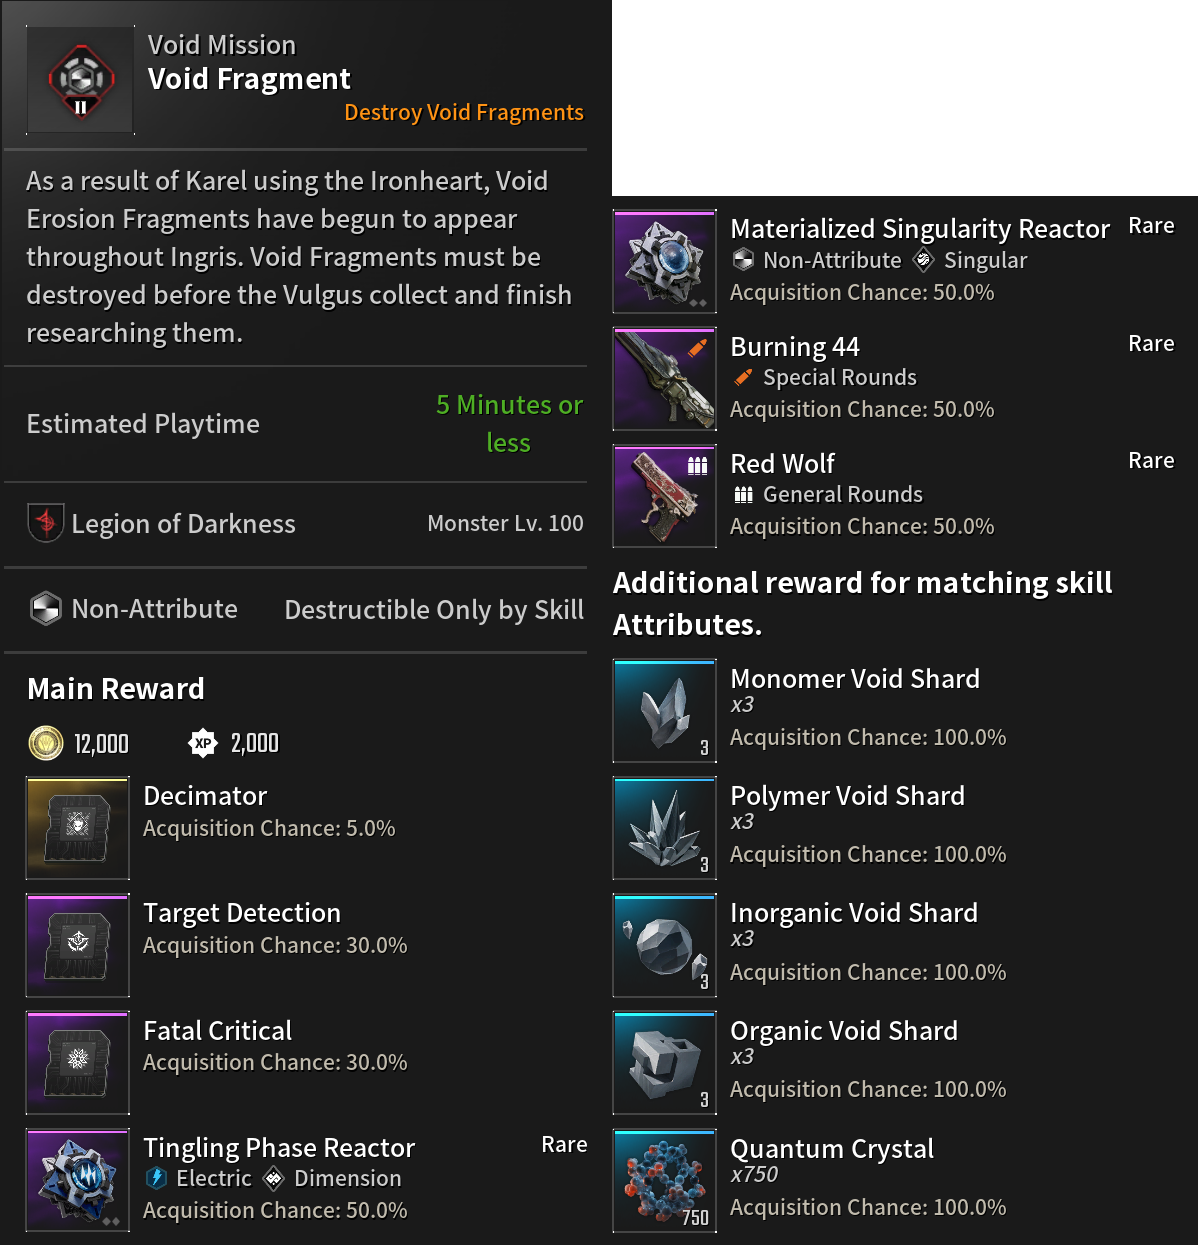 Void Mission
Void Fragment
Destroy Void Fragments
II
As a result of Karel using the Ironheart, Void
Erosion Fragments have begun to appear
throughout Ingris. Void Fragments must be
destroyed before the Vulgus collect and finish
researching them.
Estimated Playtime
5 Minutes or
less
Legion of Darkness
Monster Lv. 100
Non-Attribute
Destructible Only by Skill
Main Reward
12,000
XP
2,000
Decimator
Acquisition Chance: 5.0%
Target Detection
Acquisition Chance: 30.0%
Fatal Critical
Acquisition Chance: 30.0%
Tingling Phase Reactor
Rare
Electric
Dimension
Acquisition Chance: 50.0%
Materialized Singularity Reactor
Rare
Non-Attribute
Singular
Acquisition Chance: 50.0%
Burning 44
Rare
Special Rounds
Acquisition Chance: 50.0%
Red Wolf
Rare
General Rounds
Acquisition Chance: 50.0%
Additional reward for matching skill
Attributes.
Monomer Void Shard
x3
3
Acquisition Chance: 100.0%
Polymer Void Shard
x3
3
Acquisition Chance: 100.0%
Inorganic Void Shard
x3
3
Acquisition Chance: 100.0%
Organic Void Shard
x3
3
Acquisition Chance: 100.0%
Quantum Crystal
x750
750
Acquisition Chance: 100.0%